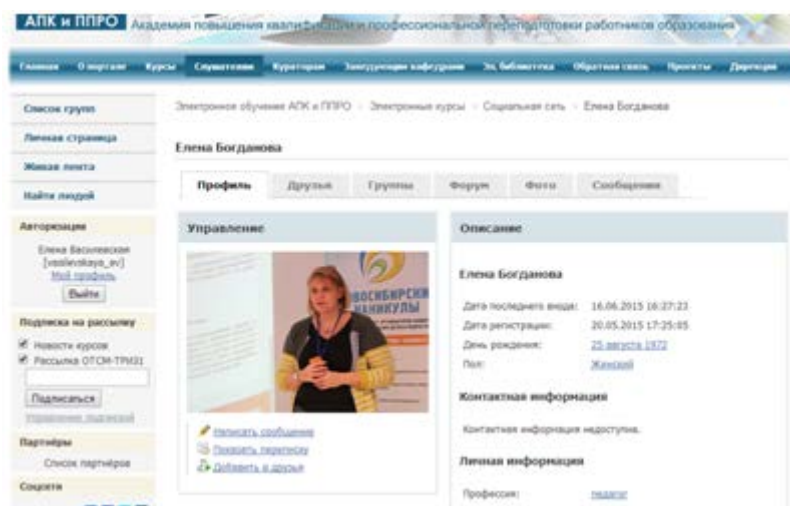 АПК и ППРО Академия повышения квалификации и профессиональной переподготовки работников образования
Главная О портале Курсы Слушателям Кураторам Заведующим кафедрами Эл. библиотека Обратная связь Проекты Дирекция
Электронное обучение АПК и ППРО Электронные курсы Социальная сеть Елена Богданова
Список групп
Личная страница
Живая лента
Найти людей
Авторизация
Елена Василевская
[vasilevskaya_ev]
Мой профиль
Выйти
Подписка на рассылку
Новости курсов
Рассылка ОТСМ-ТРИЗ1
Подписаться
Управление подпиской
Партнёры
Список партнёров
Соцсети
Елена Богданова
Профиль Друзья Группы Форум Фото Сообщения
Управление
НОВОСИБИРСКИ
КАНИКУЛЫ
Написать сообщение
Показать переписку
Добавить в друзья
Описание
Елена Богданова
Дата последнего входа: 16.06.2015 16:27:23
Дата регистрации: 20.05.2015 17:35:05
День рождения: 25 августа 1972
Пол: Женский
Контактная информация
Контактная информация недоступна.
Личная информация
Профессия: педагог